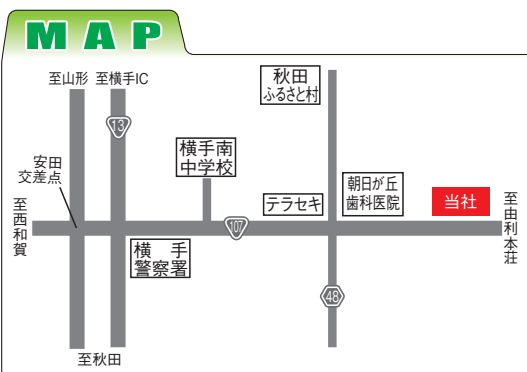 MAP
至山形
至横手IC
秋田
ふるさと村
13
横手南
中学校
安田
交差点
朝日が丘
歯科医院
テラセキ
当社
至西和賀
至由利本荘
107
横手
警察署
48
至秋田